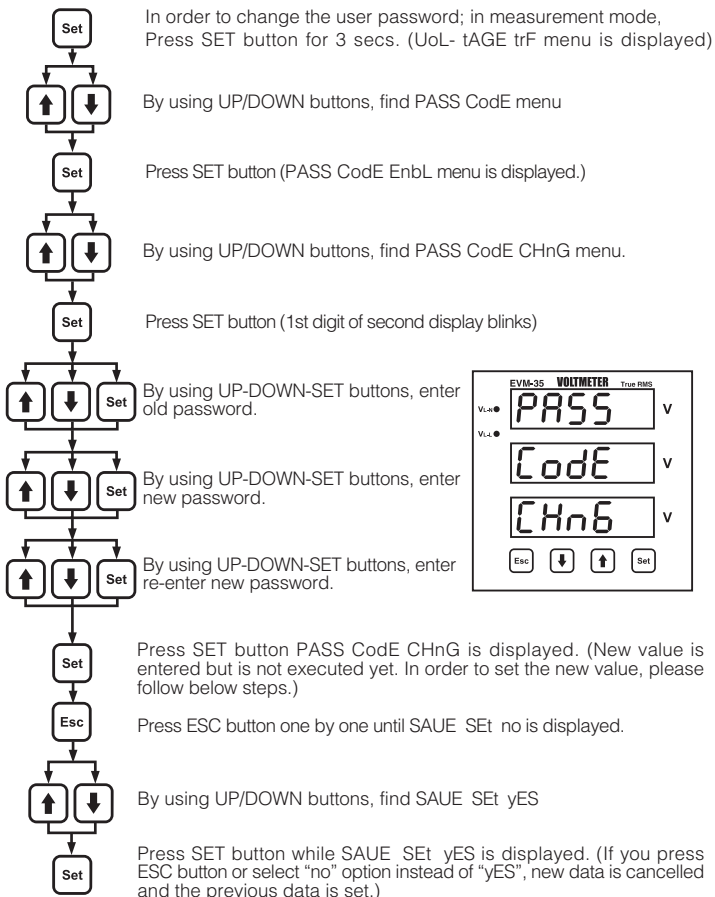 Set
In order to change the user password; in measurement mode,
Press SET button for 3 secs. (UoL- tAGE trF menu is displayed)
By using UP/DOWN buttons, find PASS CodE menu
Set
Press SET button (PASS CodE EnbL menu is displayed.)
By using UP/DOWN buttons, find PASS CodE CHnG menu.
Set
Press SET button (1st digit of second display blinks)
Set
By using UP-DOWN-SET buttons, enter
old password.
Set
By using UP-DOWN-SET buttons, enter
new password.
Set
By using UP-DOWN-SET buttons, enter
re-enter new password.
EVM-35 VOLTMETER True RMS
VL-N PASS V
VL-L
CodE V
CHnG V
Esc Set
Set
Press SET button PASS CodE CHnG is displayed. (New value is
entered but is not executed yet. In order to set the new value, please
follow below steps.)
Esc
Press ESC button one by one until SAUE SEt no is displayed.
By using UP/DOWN buttons, find SAUE SEt yES
Set
Press SET button while SAUE SEt yES is displayed. (If you press
ESC button or select “no” option instead of “yES”, new data is cancelled
and the previous data is set.)